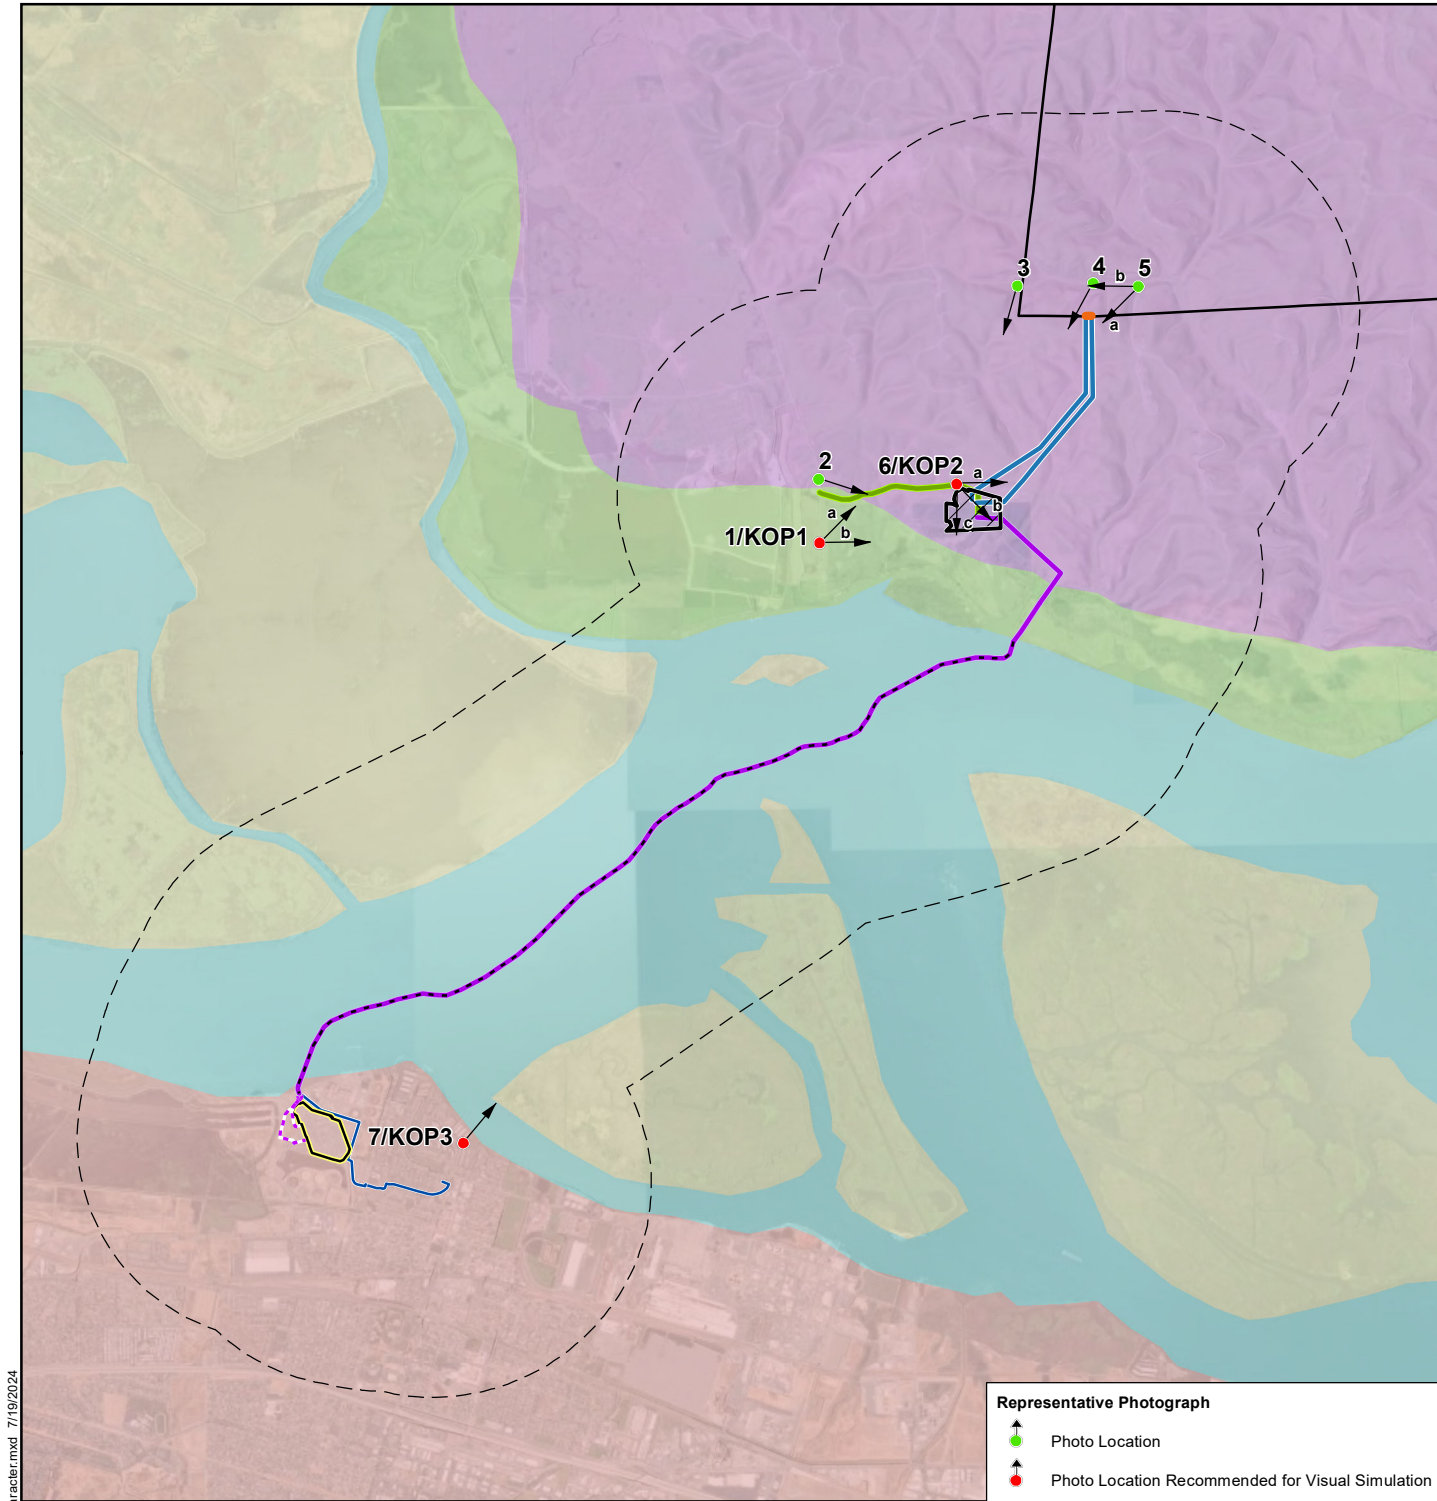 3
4
b
5
a
2
6/KOP2
a
a
b
1/KOP1
b
c
7/KOP3
Representative Photograph
Photo Location
Photo Location Recommended for Visual Simulation
racter.mxd 7/19/2024